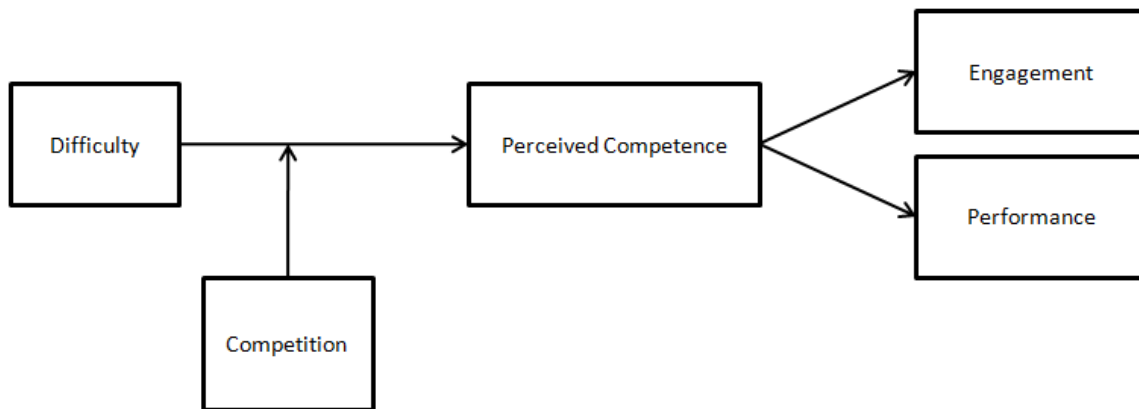 Engagement
Difficulty
Perceived Competence
Performance
Competition